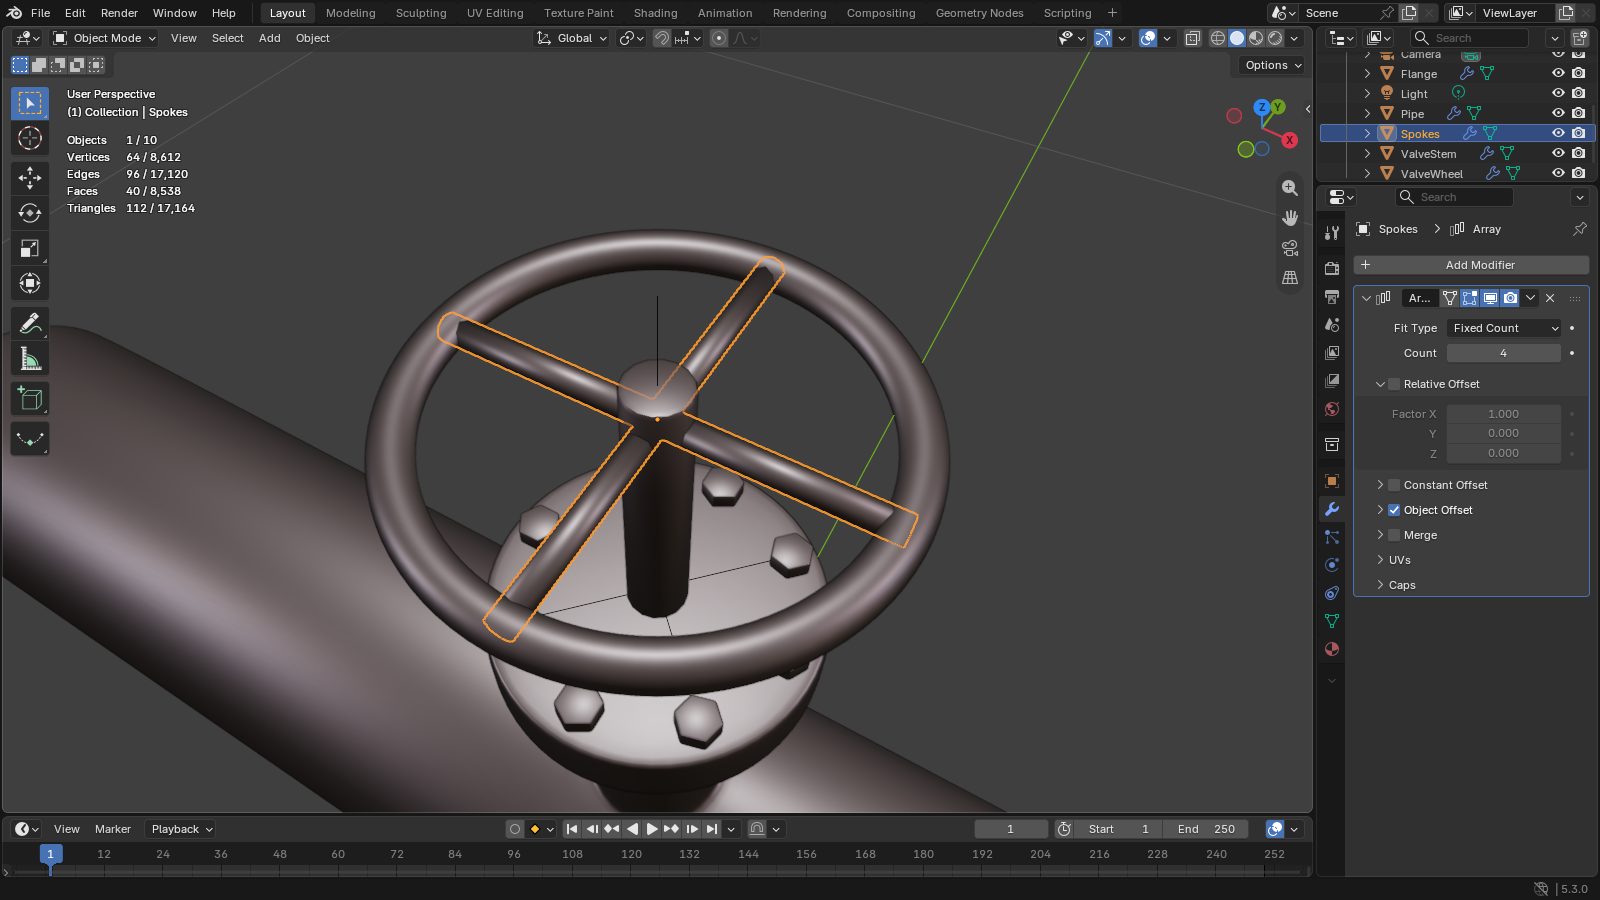 File Edit Render Window Help Layout Modeling Sculpting UV Editing Texture Paint Shading Animation Rendering Compositing Geometry Nodes Scripting + Scene ViewLayer
Object Mode View Select Add Object Global Search
Options
User Perspective
(1) Collection | Spokes
Objects 1 / 10
Vertices 64 / 8,612
Edges 96 / 17,120
Faces 40 / 8,538
Triangles 112 / 17,164
Z Y
X
Camera
Flange
Light
Pipe
Spokes
ValveStem
ValveWheel
Search
Spokes > Array
+ Add Modifier
Ar...
Fit Type Fixed Count
Count 4
Relative Offset
Factor X 1.000
Y 0.000
Z 0.000
Constant Offset
Object Offset
Merge
UVs
Caps
View Marker Playback 1 Start 1 End 250
1 12 24 36 48 60 72 84 96 108 120 132 144 156 168 180 192 204 216 228 240 252
5.3.0